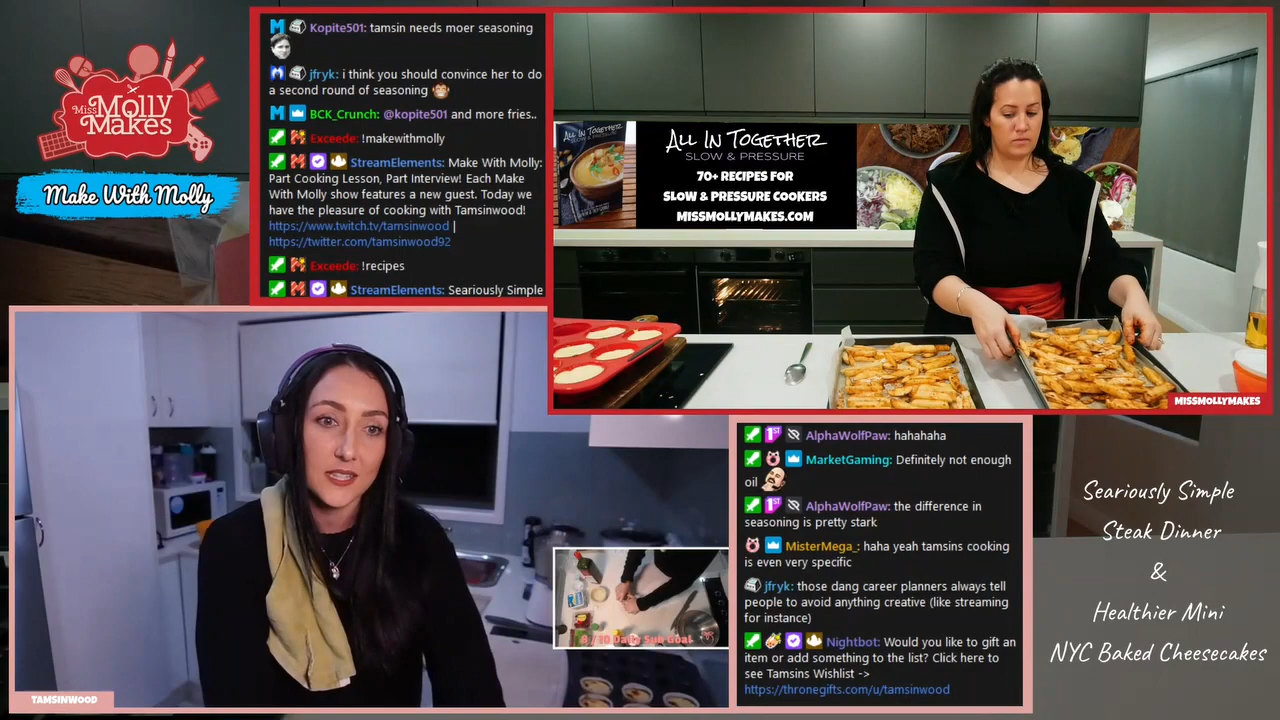 Miss
Molly
Makes
Make With Molly
Kopite501: tamsin needs moer seasoning
jfryk: i think you should convince her to do
a second round of seasoning
BCK_Crunch: @kopite501 and more fries..
Exceede: !makewithmolly
StreamElements: Make With Molly:
Part Cooking Lesson, Part Interview! Each Make
With Molly show features a new guest. Today we
have the pleasure of cooking with Tamsinwood!
https://www.twitch.tv/tamsinwood |
https://twitter.com/tamsinwood92
Exceede: !recipes
StreamElements: Seariously Simple
All In Together
All In Together
SLOW & PRESSURE
70+ RECIPES FOR
SLOW & PRESSURE COOKERS
MISSMOLLYMAKES.COM
MISSMOLLYMAKES
TAMSINWOOD
8/10 Daily Sub Goal
AlphaWolfPaw: hahahaha
MarketGaming: Definitely not enough
oil
AlphaWolfPaw: the difference in
seasoning is pretty stark
MisterMega_: haha yeah tamsins cooking
is even very specific
jfryk: those dang career planners always tell
people to avoid anything creative (like streaming
for instance)
Nightbot: Would you like to gift an
item or add something to the list? Click here to
see Tamsins Wishlist ->
https://thronegifts.com/u/tamsinwood
Seariously Simple
Steak Dinner
&
Healthier Mini
NYC Baked Cheesecakes